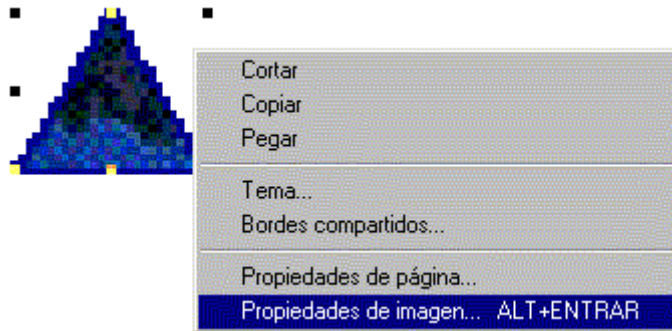 Cortar
Copiar
Pegar
Tema...
Bordes compartidos...
Propiedades de página...
Propiedades de imagen... ALT+ENTRAR